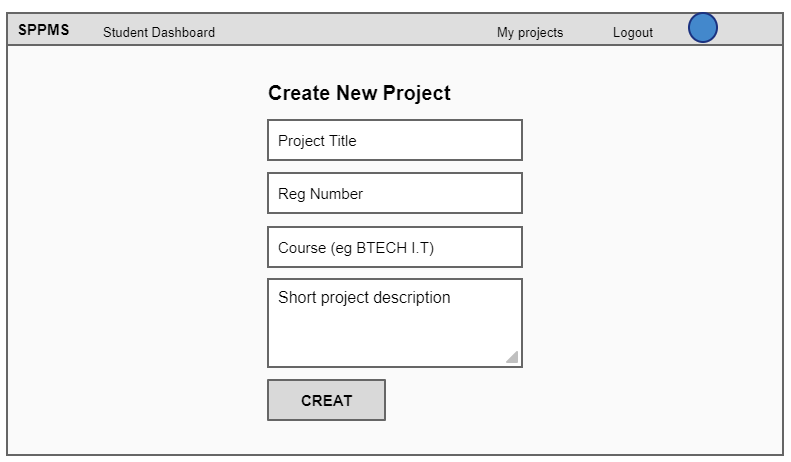 SPPMS Student Dashboard My projects Logout
Create New Project
Project Title
Reg Number
Course (eg BTECH I.T)
Short project description
CREAT